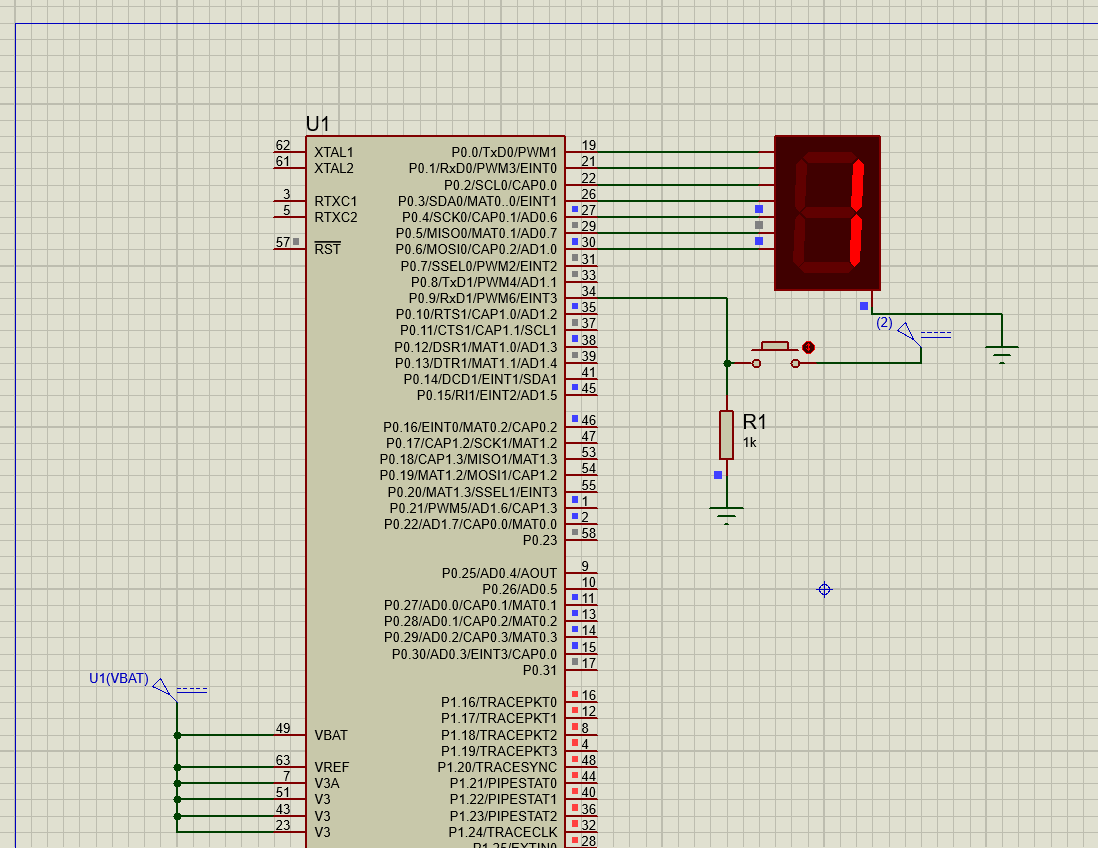 U1
62 XTAL1 P0.0/TxD0/PWM1 19
61 XTAL2 P0.1/RxD0/PWM3/EINT0 21
P0.2/SCL0/CAP0.0 22
3 RTXC1 P0.3/SDA0/MAT0..0/EINT1 26
5 RTXC2 P0.4/SCK0/CAP0.1/AD0.6 27
P0.5/MISO0/MAT0.1/AD0.7 29
57 RST P0.6/MOSI0/CAP0.2/AD1.0 30
P0.7/SSEL0/PWM2/EINT2 31
P0.8/TxD1/PWM4/AD1.1 33
P0.9/RxD1/PWM6/EINT3 34
P0.10/RTS1/CAP1.0/AD1.2 35
(2)
P0.11/CTS1/CAP1.1/SCL1 37
P0.12/DSR1/MAT1.0/AD1.3 38
P0.13/DTR1/MAT1.1/AD1.4 39
P0.14/DCD1/EINT1/SDA1 41
P0.15/RI1/EINT2/AD1.5 45
R1
1k
P0.16/EINT0/MAT0.2/CAP0.2 46
P0.17/CAP1.2/SCK1/MAT1.2 47
P0.18/CAP1.3/MISO1/MAT1.3 53
P0.19/MAT1.2/MOSI1/CAP1.2 54
P0.20/MAT1.3/SSEL1/EINT3 55
P0.21/PWM5/AD1.6/CAP1.3 1
P0.22/AD1.7/CAP0.0/MAT0.0 2
P0.23 58
P0.25/AD0.4/AOUT 9
P0.26/AD0.5 10
P0.27/AD0.0/CAP0.1/MAT0.1 11
P0.28/AD0.1/CAP0.2/MAT0.2 13
P0.29/AD0.2/CAP0.3/MAT0.3 14
P0.30/AD0.3/EINT3/CAP0.0 15
P0.31 17
U1(VBAT)
P1.16/TRACEPKT0 16
P1.17/TRACEPKT1 12
49 VBAT P1.18/TRACEPKT2 8
P1.19/TRACEPKT3 4
63 VREF P1.20/TRACESYNC 48
7 V3A P1.21/PIPESTAT0 44
51 V3 P1.22/PIPESTAT1 40
43 V3 P1.23/PIPESTAT2 36
23 V3 P1.24/TRACECLK 32
P1.25/EXTIN0 28